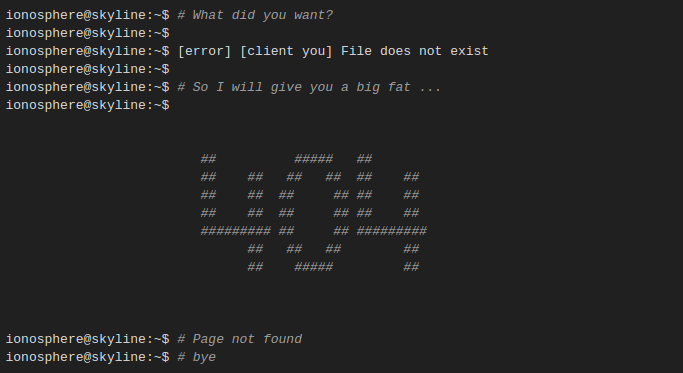 ionosphere@skyline:~$ # What did you want?
ionosphere@skyline:~$
ionosphere@skyline:~$ [error] [client you] File does not exist
ionosphere@skyline:~$
ionosphere@skyline:~$ # So I will give you a big fat ...
ionosphere@skyline:~$
##          #####   ##
##    ##   ##   ##  ##    ##
##    ##  ##     ## ##    ##
##    ##  ##     ## ##    ##
######### ##     ## #########
      ##   ##   ##        ##
      ##    #####         ##
ionosphere@skyline:~$ # Page not found
ionosphere@skyline:~$ # bye